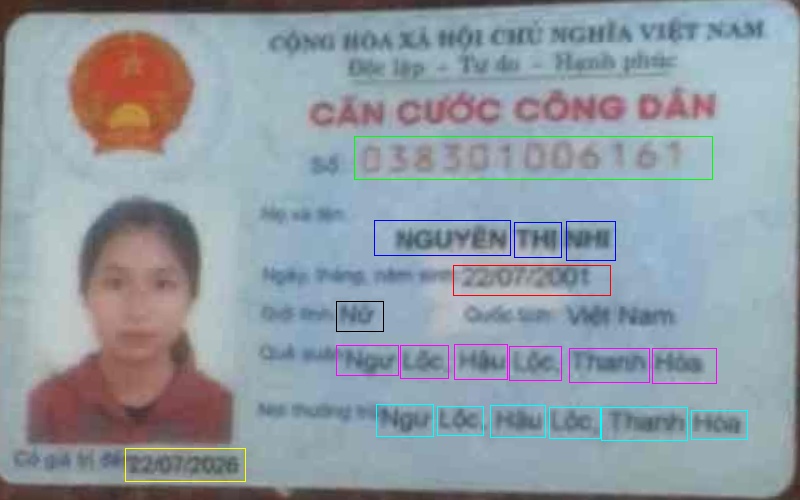 CỘNG HÒA XÃ HỘI CHỦ NGHĨA VIỆT NAM
Độc lập - Tự do - Hạnh phúc
CĂN CƯỚC CÔNG DÂN
Số: 038301006161
Họ và tên:
NGUYỄN THỊ NHI
Ngày, tháng, năm sinh: 22/07/2001
Giới tính: Nữ Quốc tịch: Việt Nam
Quê quán: Ngư Lộc, Hậu Lộc, Thanh Hóa
Nơi thường trú: Ngư Lộc, Hậu Lộc, Thanh Hóa
Có giá trị đến: 22/07/2026